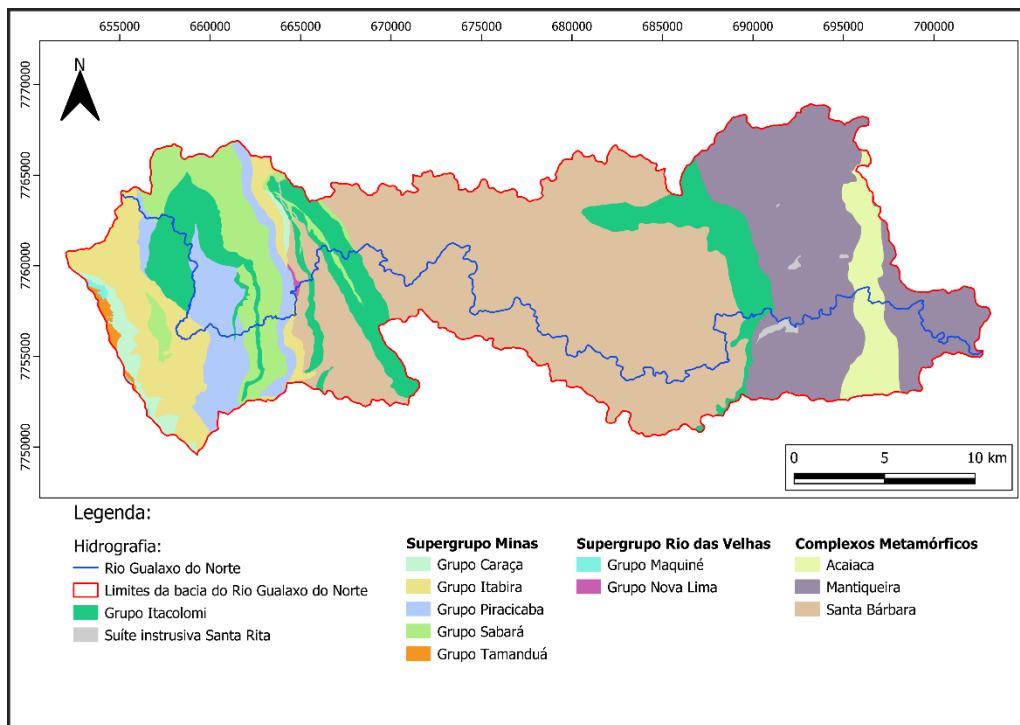 655000 660000 665000 670000 675000 680000 685000 690000 695000 700000
N
7770000
7765000
7760000
7755000
7750000
0 5 10 km
Legenda:
Hidrografia:
Rio Gualaxo do Norte
Limites da bacia do Rio Gualaxo do Norte
Grupo Itacolomi
Suíte instrusiva Santa Rita
Supergrupo Minas
Grupo Caraça
Grupo Itabira
Grupo Piracicaba
Grupo Sabará
Grupo Tamanduá
Supergrupo Rio das Velhas
Grupo Maquiné
Grupo Nova Lima
Complexos Metamórficos
Acaiaca
Mantiqueira
Santa Bárbara